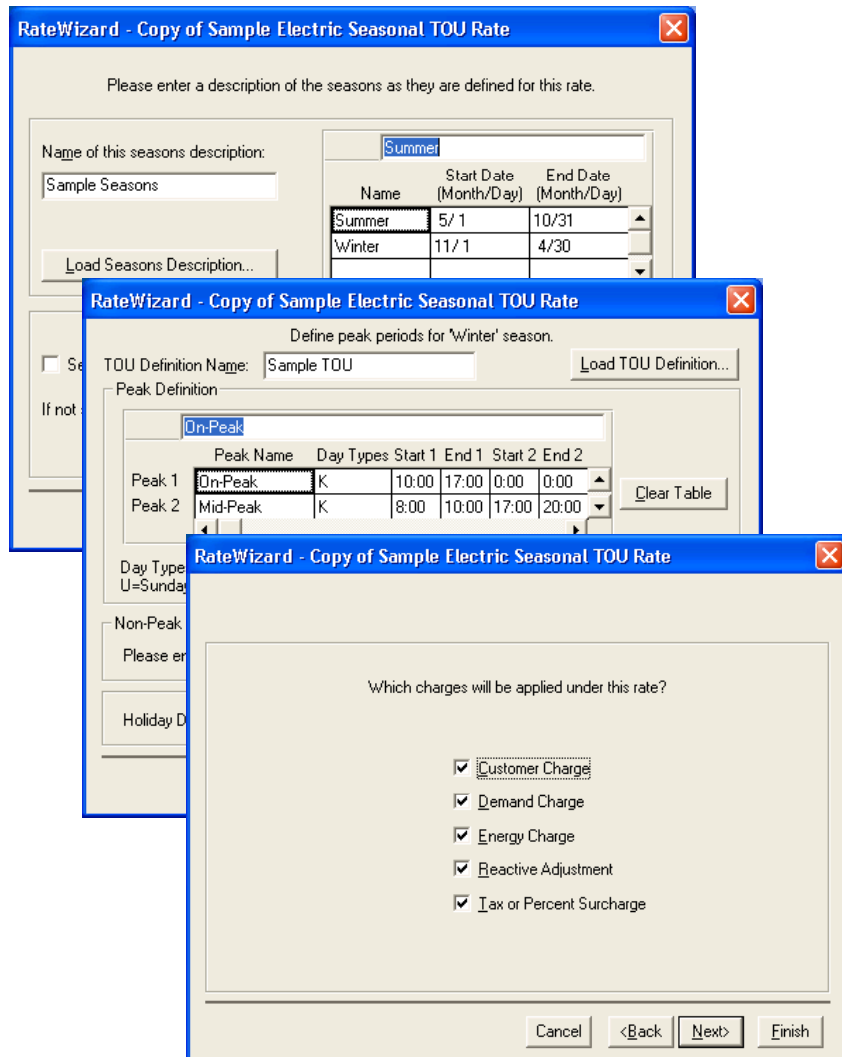 RateWizard - Copy of Sample Electric Seasonal TOU Rate
Please enter a description of the seasons as they are defined for this rate.
Name of this seasons description:
Sample Seasons
Load Seasons Description...
Summer
Name Start Date (Month/Day) End Date (Month/Day)
Summer 5/ 1 10/31
Winter 11/ 1 4/30
If not
RateWizard - Copy of Sample Electric Seasonal TOU Rate
Define peak periods for 'Winter' season.
TOU Definition Name: Sample TOU Load TOU Definition...
Peak Definition
On-Peak
Peak Name Day Types Start 1 End 1 Start 2 End 2
Peak 1 On-Peak K 10:00 17:00 0:00 0:00
Peak 2 Mid-Peak K 8:00 10:00 17:00 20:00
Clear Table
Day Type
U=Sunday
Non-Peak
Please
Holiday
RateWizard - Copy of Sample Electric Seasonal TOU Rate
Which charges will be applied under this rate?
Customer Charge
Demand Charge
Energy Charge
Reactive Adjustment
Tax or Percent Surcharge
Cancel <Back Next> Finish